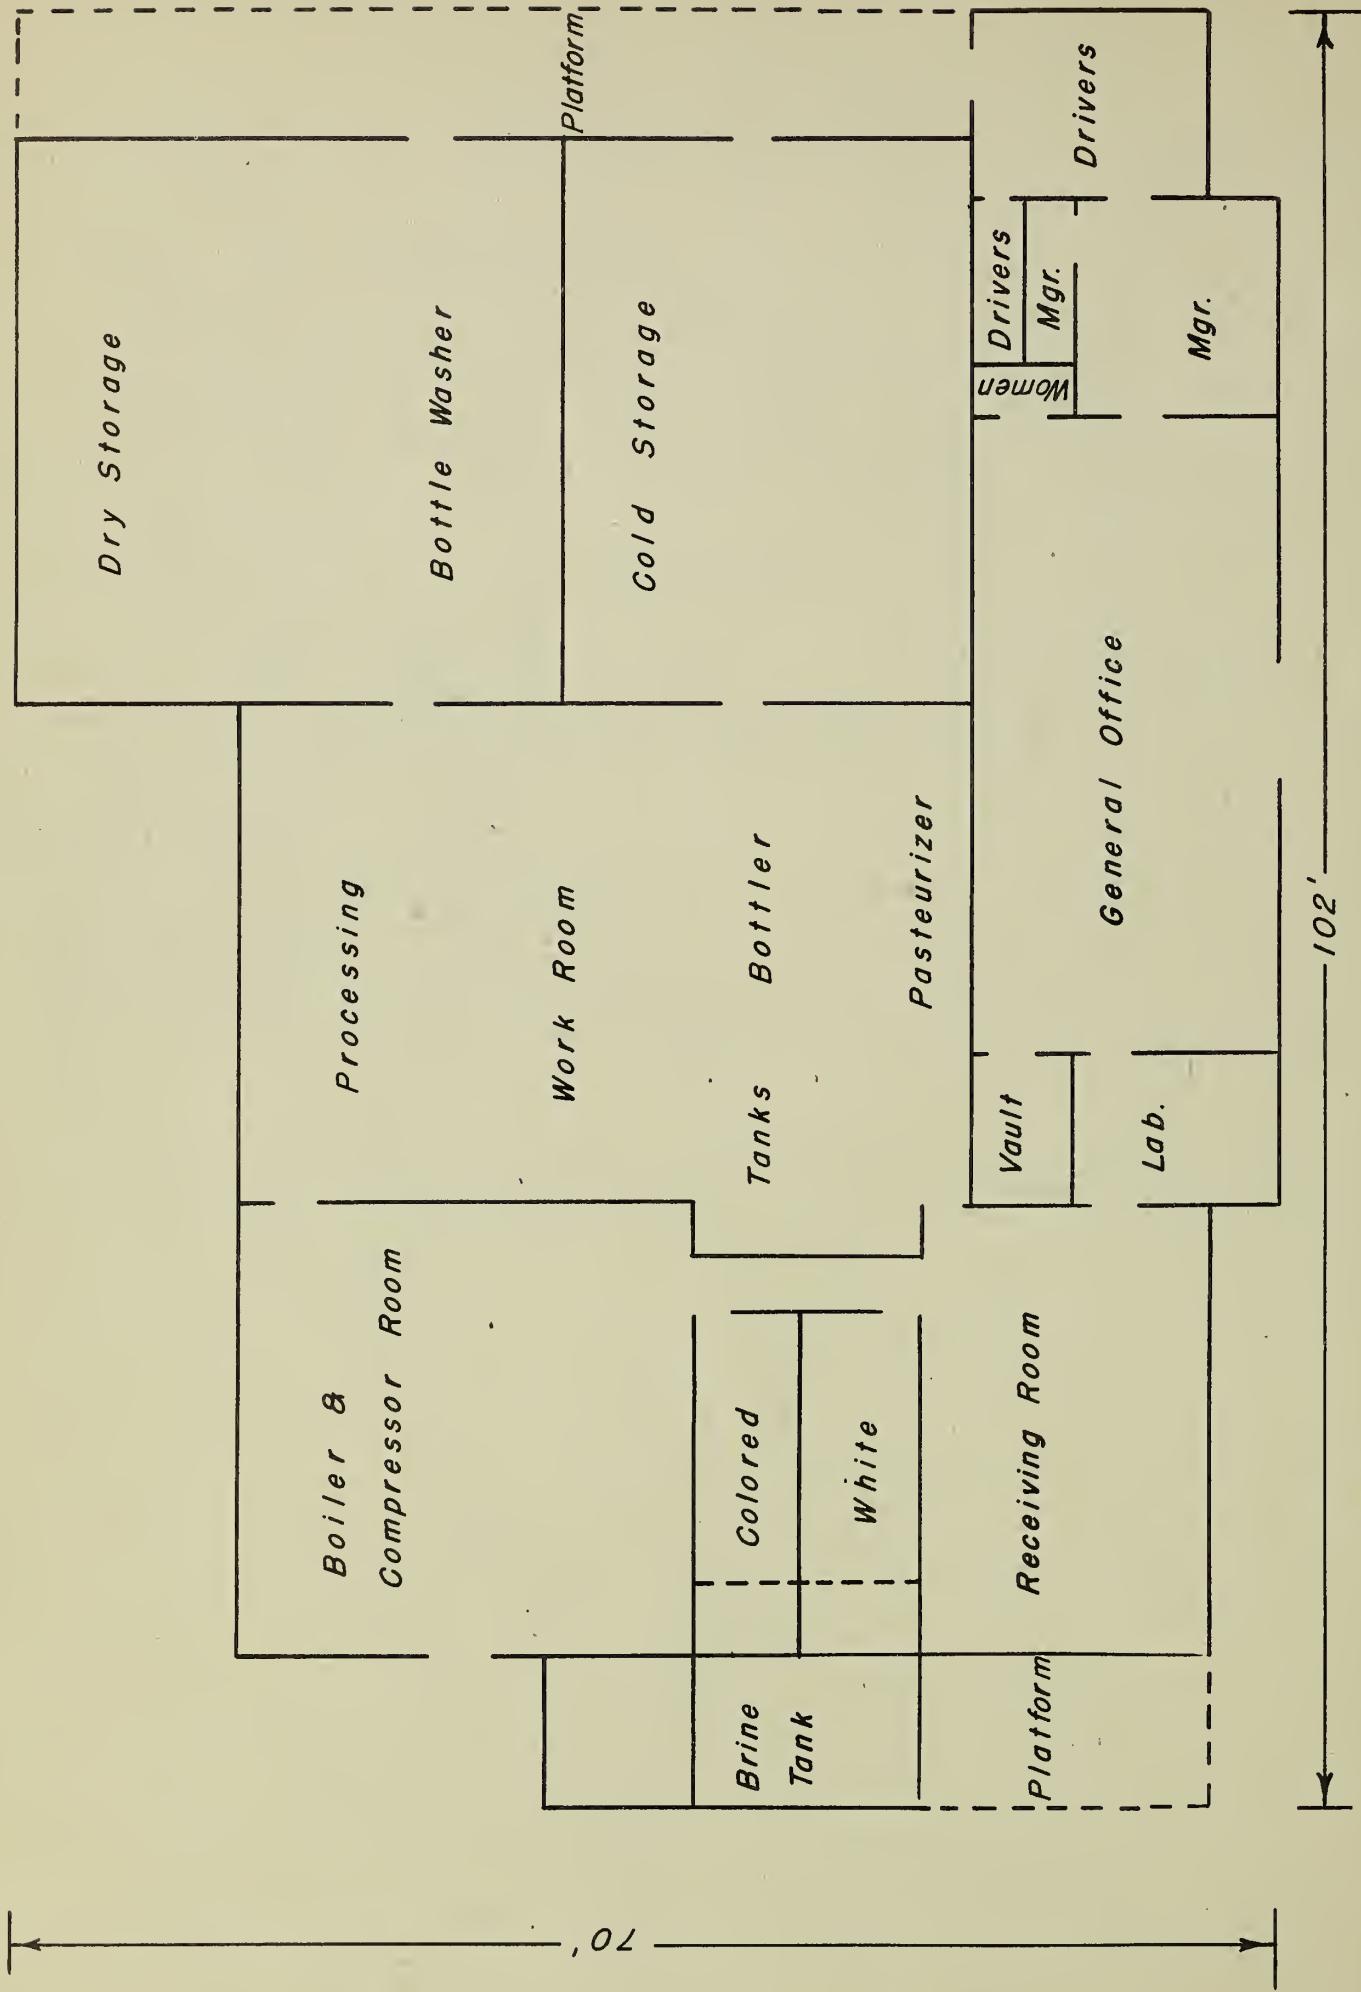 Platform
Drivers
Dry Storage
Bottle Washer
Cold Storage
Drivers
Mgr.
Women
Mgr.
Processing
Work Room
Tanks Bottler
Pasteurizer
General Office
Vault
Lab.
Boiler &
Compressor Room
Colored
White
Receiving Room
Brine
Tank
Platform
102'
70'